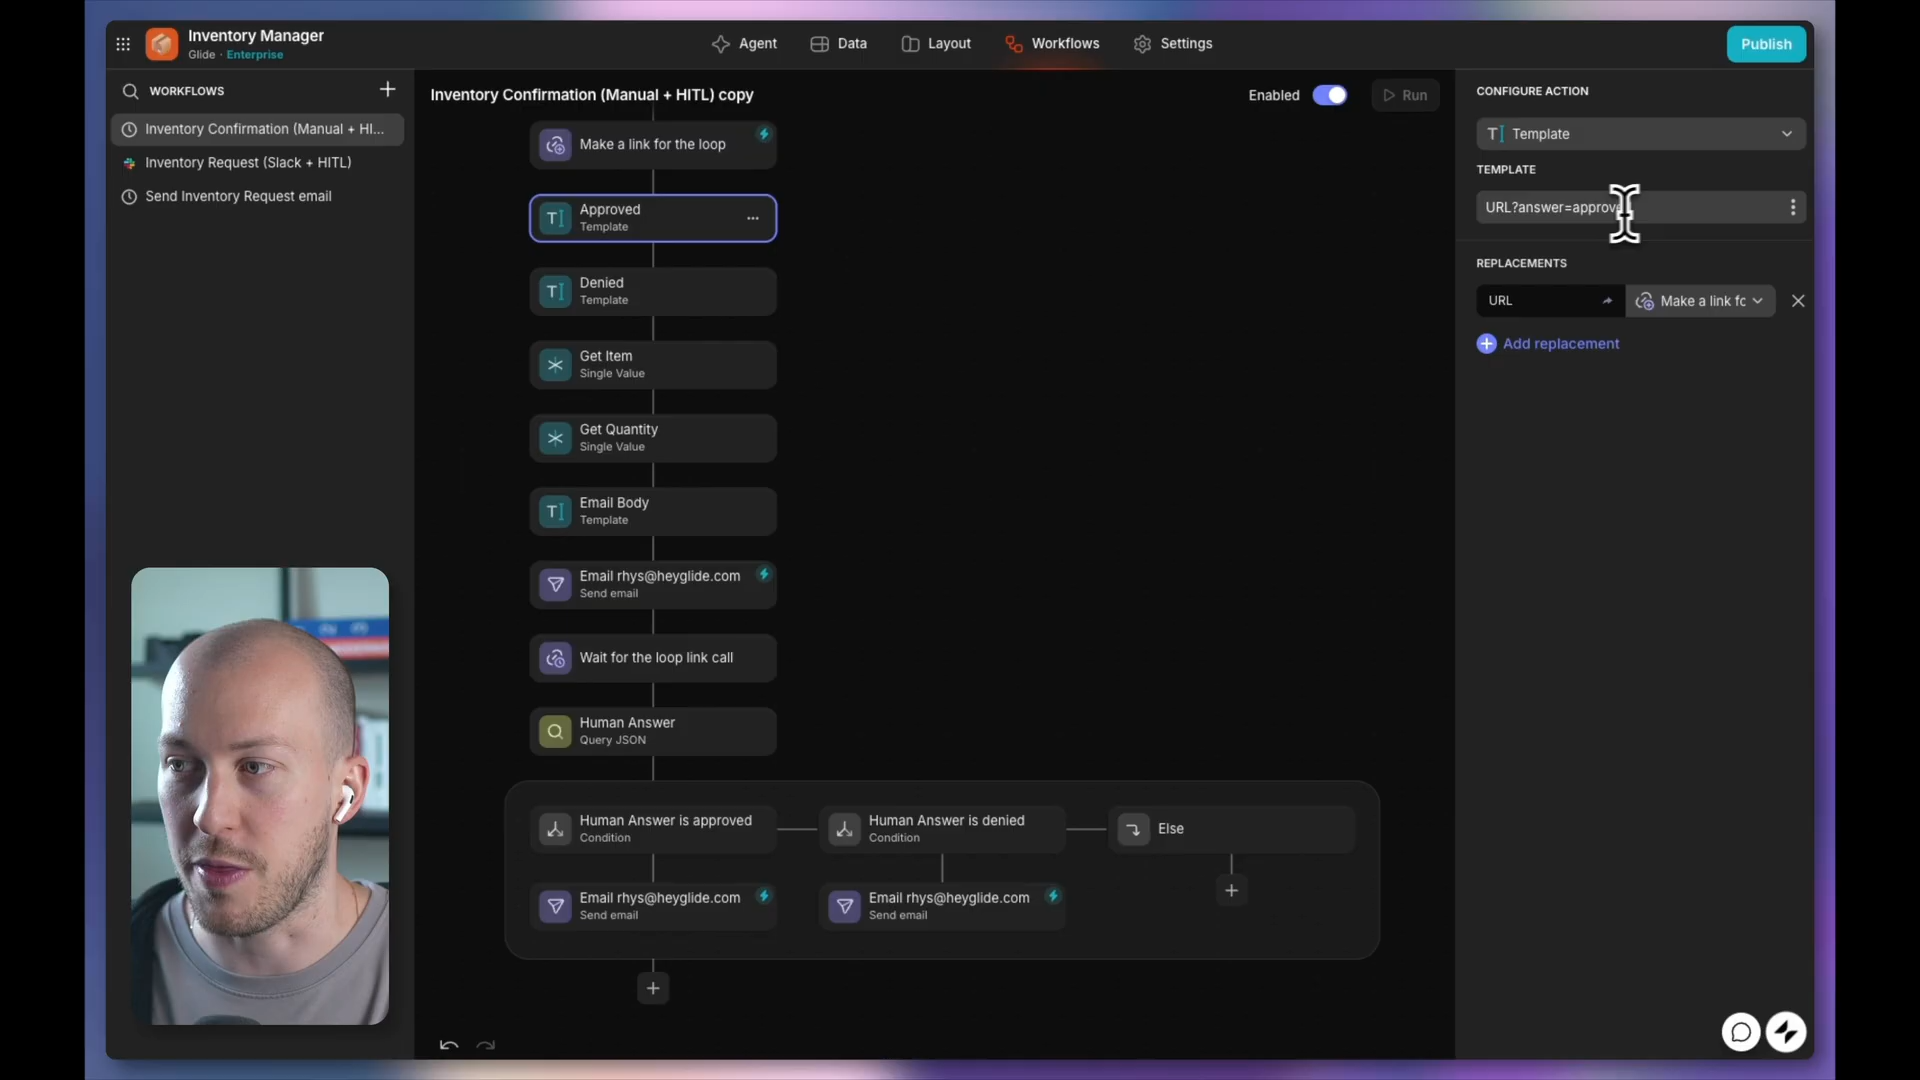 Inventory Manager
Glide · Enterprise
Agent
Data
Layout
Workflows
Settings
Publish
WORKFLOWS
Inventory Confirmation (Manual + HI...
Inventory Request (Slack + HITL)
Send Inventory Request email
Inventory Confirmation (Manual + HITL) copy
Enabled
Run
Make a link for the loop
Approved
Template
Denied
Template
Get Item
Single Value
Get Quantity
Single Value
Email Body
Template
Email rhys@heyglide.com
Send email
Wait for the loop link call
Human Answer
Query JSON
Human Answer is approved
Condition
Human Answer is denied
Condition
Else
Email rhys@heyglide.com
Send email
Email rhys@heyglide.com
Send email
CONFIGURE ACTION
Template
TEMPLATE
REPLACEMENTS
URL
Make a link fc
Add replacement